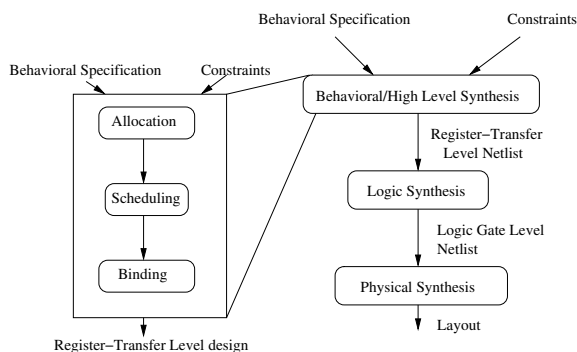 Behavioral Specification
Constraints
Behavioral Specification
Constraints
Allocation
Scheduling
Binding
Register−Transfer Level design
Behavioral/High Level Synthesis
Register−Transfer
Level Netlist
Logic Synthesis
Logic Gate Level
Netlist
Physical Synthesis
Layout